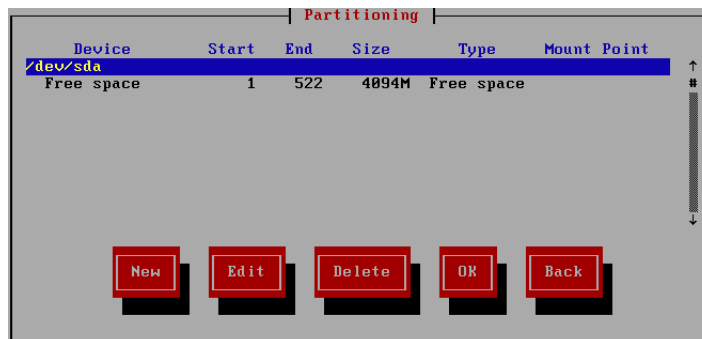 Partitioning
Device Start End Size Type Mount Point
/dev/sda
Free space 1 522 4094M Free space
New Edit Delete OK Back